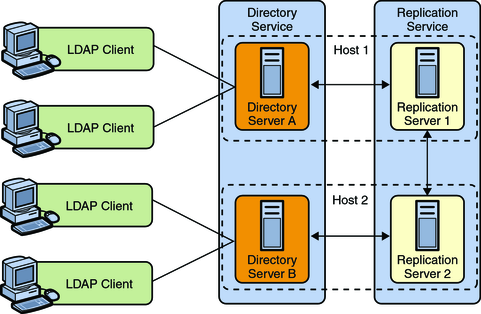 Directory
Service
Replication
Service
LDAP Client
Host 1
Directory
Server A
Replication
Server 1
LDAP Client
LDAP Client
Host 2
Directory
Server B
Replication
Server 2
LDAP Client